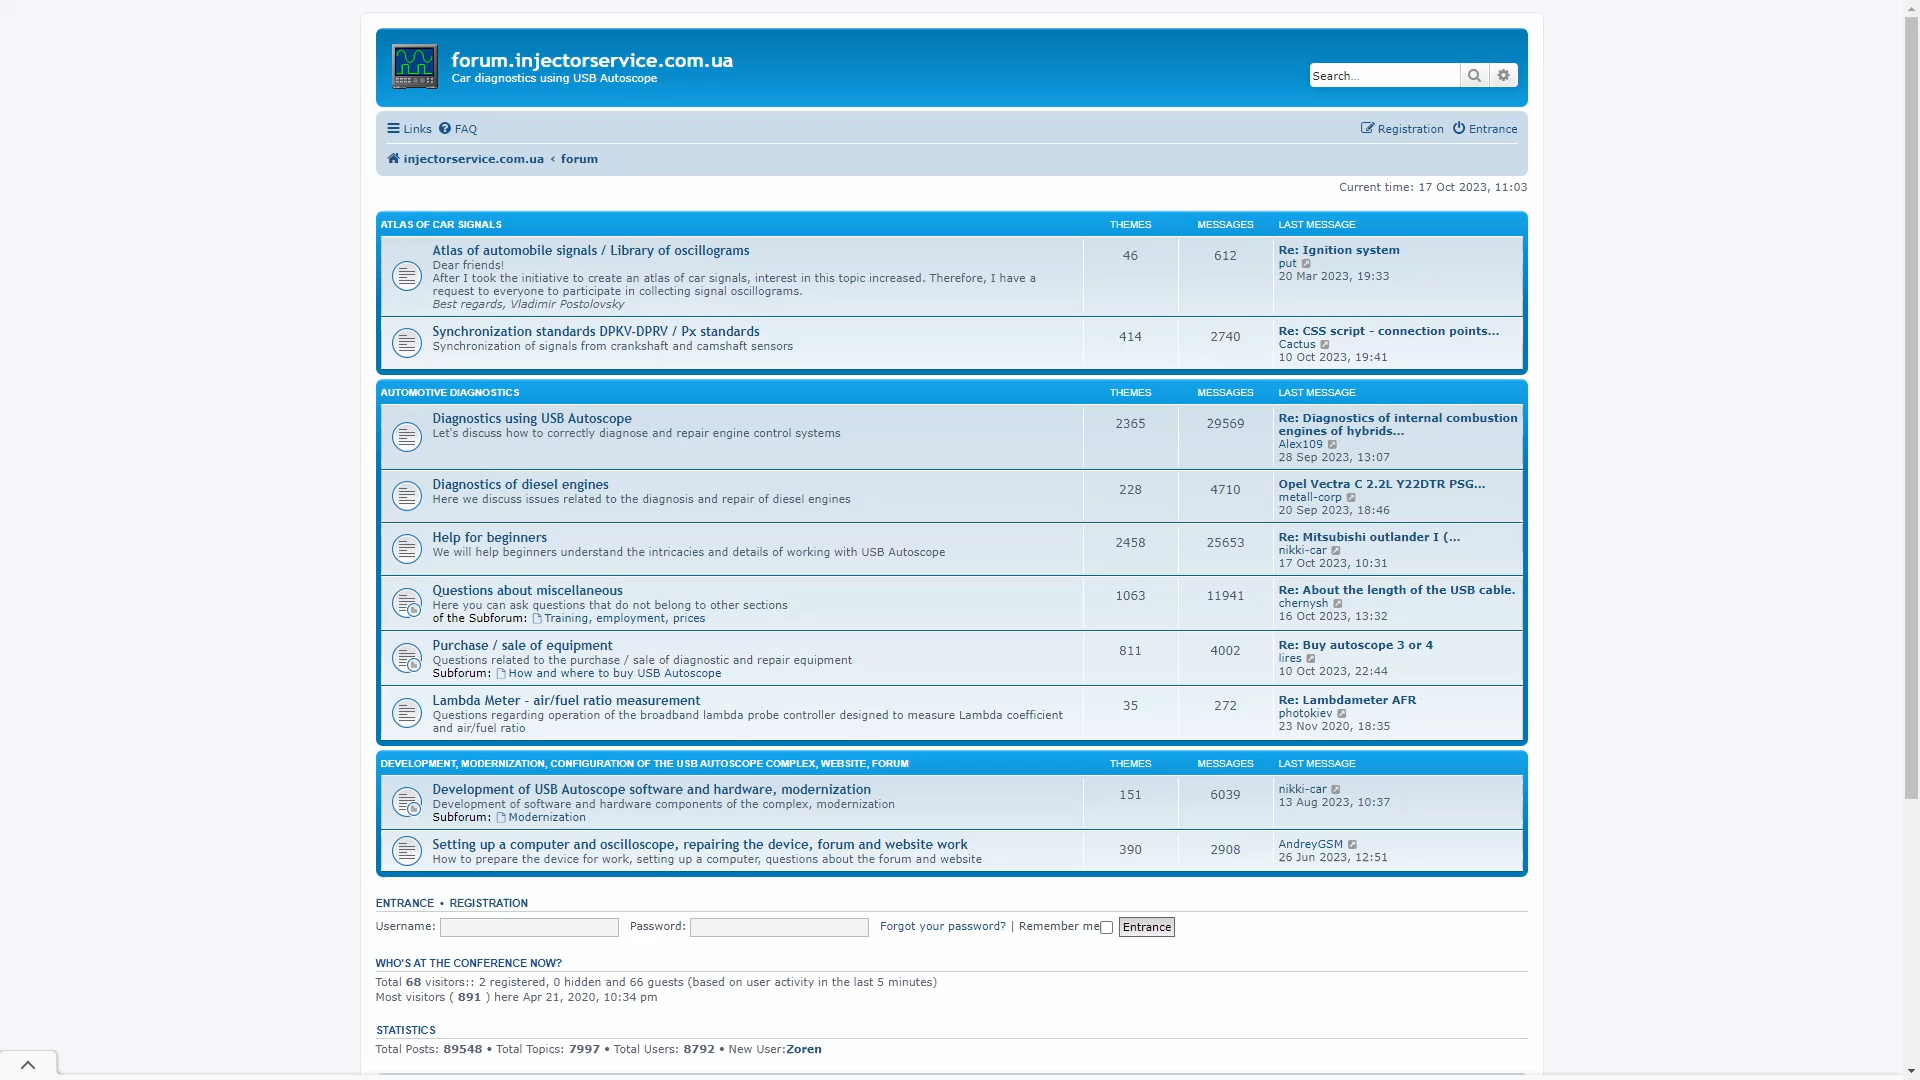 forum.injectorservice.com.ua
Car diagnostics using USB Autoscope
Search…
Links FAQ
Registration Entrance
injectorservice.com.ua ‹ forum
Current time: 17 Oct 2023, 11:03
ATLAS OF CAR SIGNALS THEMES MESSAGES LAST MESSAGE
Atlas of automobile signals / Library of oscillograms
Dear friends!
After I took the initiative to create an atlas of car signals, interest in this topic increased. Therefore, I have a
request to everyone to participate in collecting signal oscillograms.
Best regards, Vladimir Postolovsky
46
612
Re: Ignition system
put
20 Mar 2023, 19:33
Synchronization standards DPKV-DPRV / Px standards
Synchronization of signals from crankshaft and camshaft sensors
414
2740
Re: CSS script - connection points…
Cactus
10 Oct 2023, 19:41
AUTOMOTIVE DIAGNOSTICS THEMES MESSAGES LAST MESSAGE
Diagnostics using USB Autoscope
Let's discuss how to correctly diagnose and repair engine control systems
2365
29569
Re: Diagnostics of internal combustion
engines of hybrids…
Alex109
28 Sep 2023, 13:07
Diagnostics of diesel engines
Here we discuss issues related to the diagnosis and repair of diesel engines
228
4710
Opel Vectra C 2.2L Y22DTR PSG…
metall-corp
20 Sep 2023, 18:46
Help for beginners
We will help beginners understand the intricacies and details of working with USB Autoscope
2458
25653
Re: Mitsubishi outlander I (…
nikki-car
17 Oct 2023, 10:31
Questions about miscellaneous
Here you can ask questions that do not belong to other sections
of the Subforum: Training, employment, prices
1063
11941
Re: About the length of the USB cable.
chernysh
16 Oct 2023, 13:32
Purchase / sale of equipment
Questions related to the purchase / sale of diagnostic and repair equipment
Subforum: How and where to buy USB Autoscope
811
4002
Re: Buy autoscope 3 or 4
lires
10 Oct 2023, 22:44
Lambda Meter - air/fuel ratio measurement
Questions regarding operation of the broadband lambda probe controller designed to measure Lambda coefficient
and air/fuel ratio
35
272
Re: Lambdameter AFR
photokiev
23 Nov 2020, 18:35
DEVELOPMENT, MODERNIZATION, CONFIGURATION OF THE USB AUTOSCOPE COMPLEX, WEBSITE, FORUM THEMES MESSAGES LAST MESSAGE
Development of USB Autoscope software and hardware, modernization
Development of software and hardware components of the complex, modernization
Subforum: Modernization
151
6039
nikki-car
13 Aug 2023, 10:37
Setting up a computer and oscilloscope, repairing the device, forum and website work
How to prepare the device for work, setting up a computer, questions about the forum and website
390
2908
AndreyGSM
26 Jun 2023, 12:51
ENTRANCE • REGISTRATION
Username: Password: Forgot your password? | Remember me Entrance
WHO'S AT THE CONFERENCE NOW?
Total 68 visitors:: 2 registered, 0 hidden and 66 guests (based on user activity in the last 5 minutes)
Most visitors ( 891 ) here Apr 21, 2020, 10:34 pm
STATISTICS
Total Posts: 89548 • Total Topics: 7997 • Total Users: 8792 • New User:Zoren